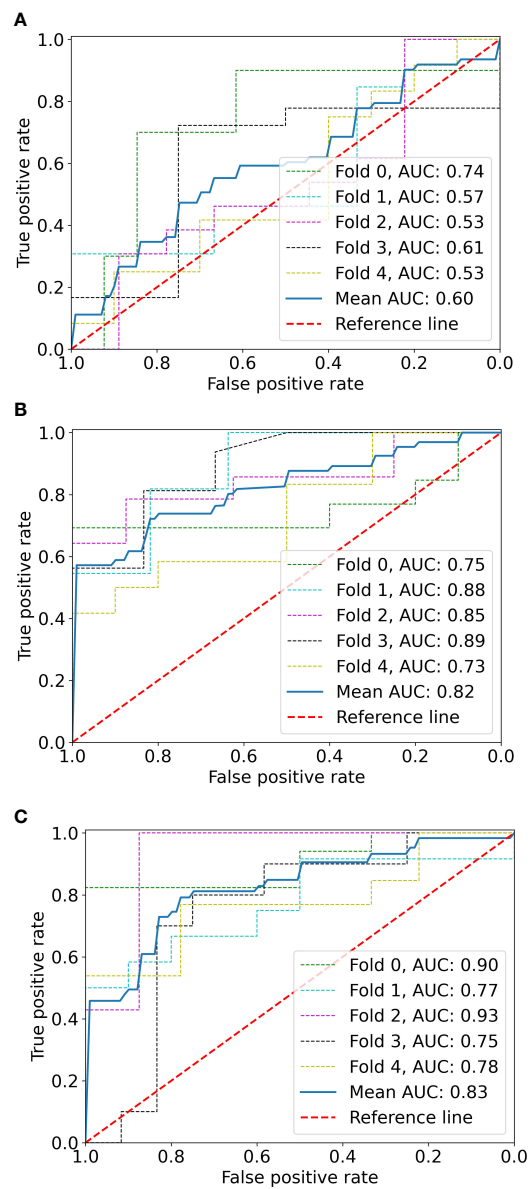 A
1.0
0.8
0.6
0.4
0.2
0.0
True positive rate
Fold 0, AUC: 0.74
Fold 1, AUC: 0.57
Fold 2, AUC: 0.53
Fold 3, AUC: 0.61
Fold 4, AUC: 0.53
Mean AUC: 0.60
Reference line
1.0 0.8 0.6 0.4 0.2 0.0
False positive rate
B
1.0
0.8
0.6
0.4
0.2
0.0
True positive rate
Fold 0, AUC: 0.75
Fold 1, AUC: 0.88
Fold 2, AUC: 0.85
Fold 3, AUC: 0.89
Fold 4, AUC: 0.73
Mean AUC: 0.82
Reference line
1.0 0.8 0.6 0.4 0.2 0.0
False positive rate
C
1.0
0.8
0.6
0.4
0.2
0.0
True positive rate
Fold 0, AUC: 0.90
Fold 1, AUC: 0.77
Fold 2, AUC: 0.93
Fold 3, AUC: 0.75
Fold 4, AUC: 0.78
Mean AUC: 0.83
Reference line
1.0 0.8 0.6 0.4 0.2 0.0
False positive rate